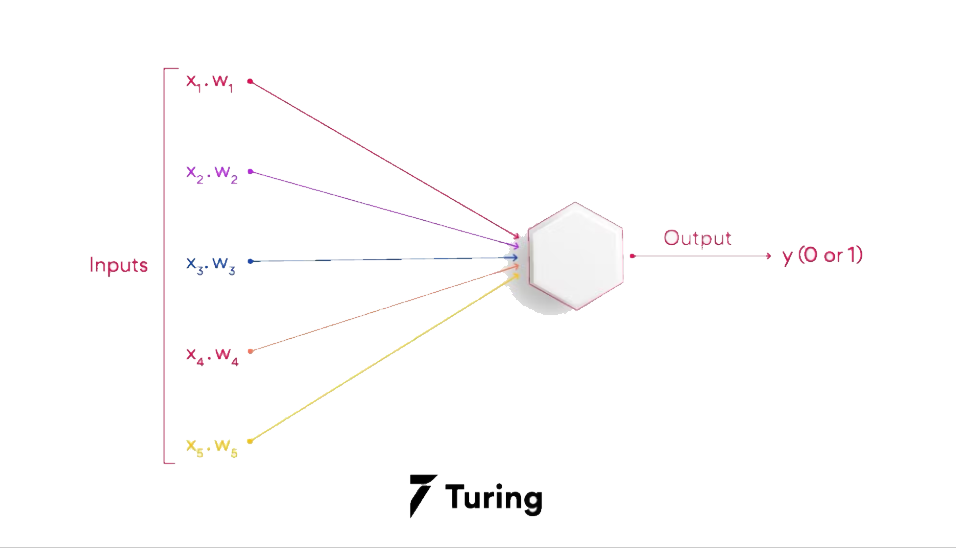 x₁.w₁
x₂.w₂
Output
y (0 or 1)
Inputs
x₃.w₃
x₄.w₄
x₅.w₅
Turing